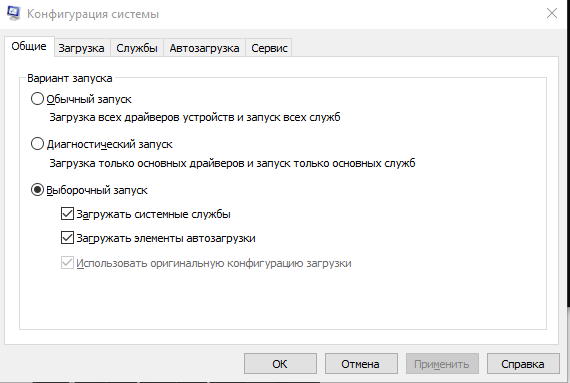 Конфигурация системы
Общие Загрузка Службы Автозагрузка Сервис
Вариант запуска
Обычный запуск
Загрузка всех драйверов устройств и запуск всех служб
Диагностический запуск
Загрузка только основных драйверов и запуск только основных служб
Выборочный запуск
Загружать системные службы
Загружать элементы автозагрузки
Использовать оригинальную конфигурацию загрузки
ОК Отмена Применить Справка